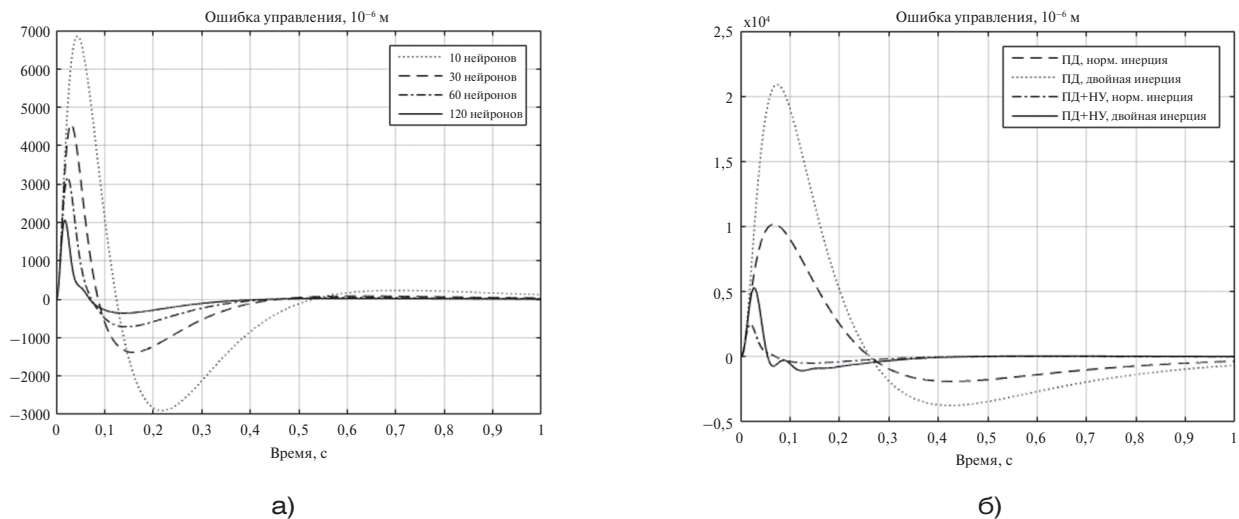 Ошибка управления, 10⁻⁶ м
7000
6000
5000
4000
3000
2000
1000
0
−1000
−2000
−3000
0 0,1 0,2 0,3 0,4 0,5 0,6 0,7 0,8 0,9 1
Время, с
10 нейронов
30 нейронов
60 нейронов
120 нейронов
а)
Ошибка управления, 10⁻⁶ м
x10⁴
2,5
2
1,5
1
0,5
0
−0,5
0 0,1 0,2 0,3 0,4 0,5 0,6 0,7 0,8 0,9 1
Время, с
ПД, норм. инерция
ПД, двойная инерция
ПД+НУ, норм. инерция
ПД+НУ, двойная инерция
б)